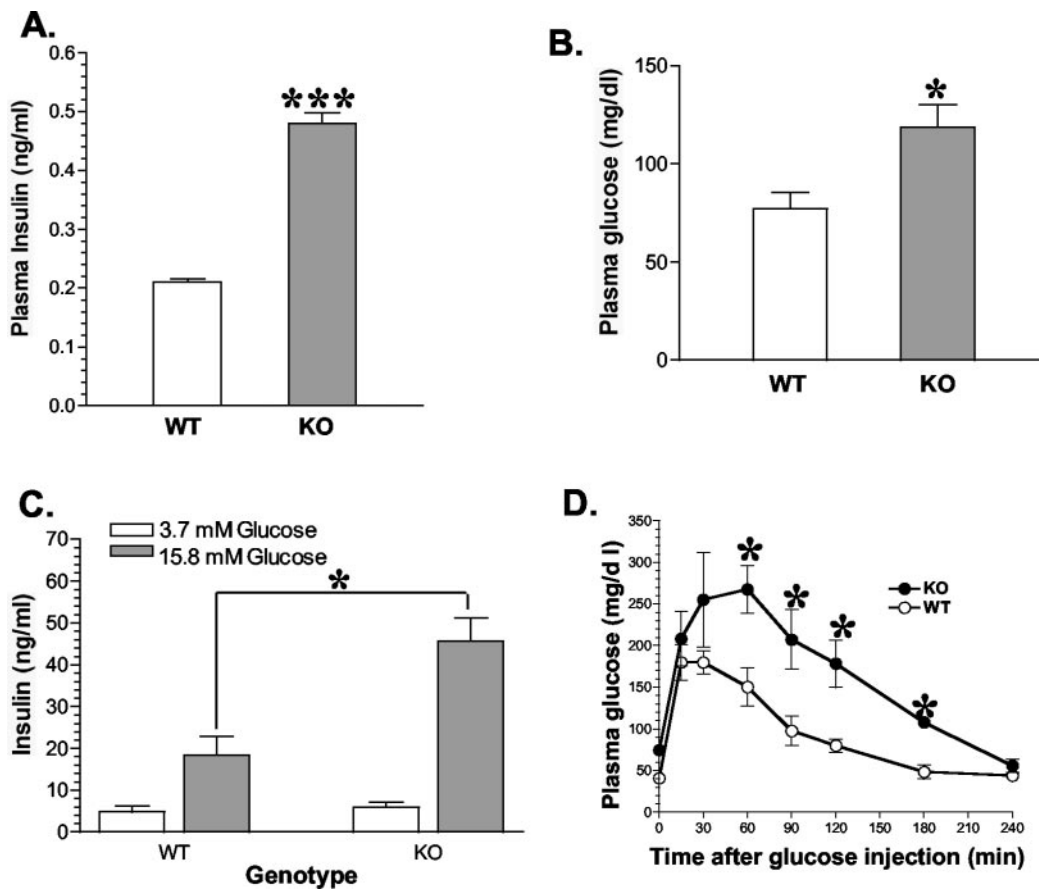 A.
Plasma Insulin (ng/ml)
0.6
0.5
0.4
0.3
0.2
0.1
0.0
***
WT KO
B.
Plasma glucose (mg/dl)
150
100
50
0
*
WT KO
C.
3.7 mM Glucose
15.8 mM Glucose
Insulin (ng/ml)
70
60
50
40
30
20
10
0
*
WT KO
Genotype
D.
Plasma glucose (mg/d l)
350
300
250
200
150
100
50
0
* * * *
KO
WT
0 30 60 90 120 150 180 210 240
Time after glucose injection (min)